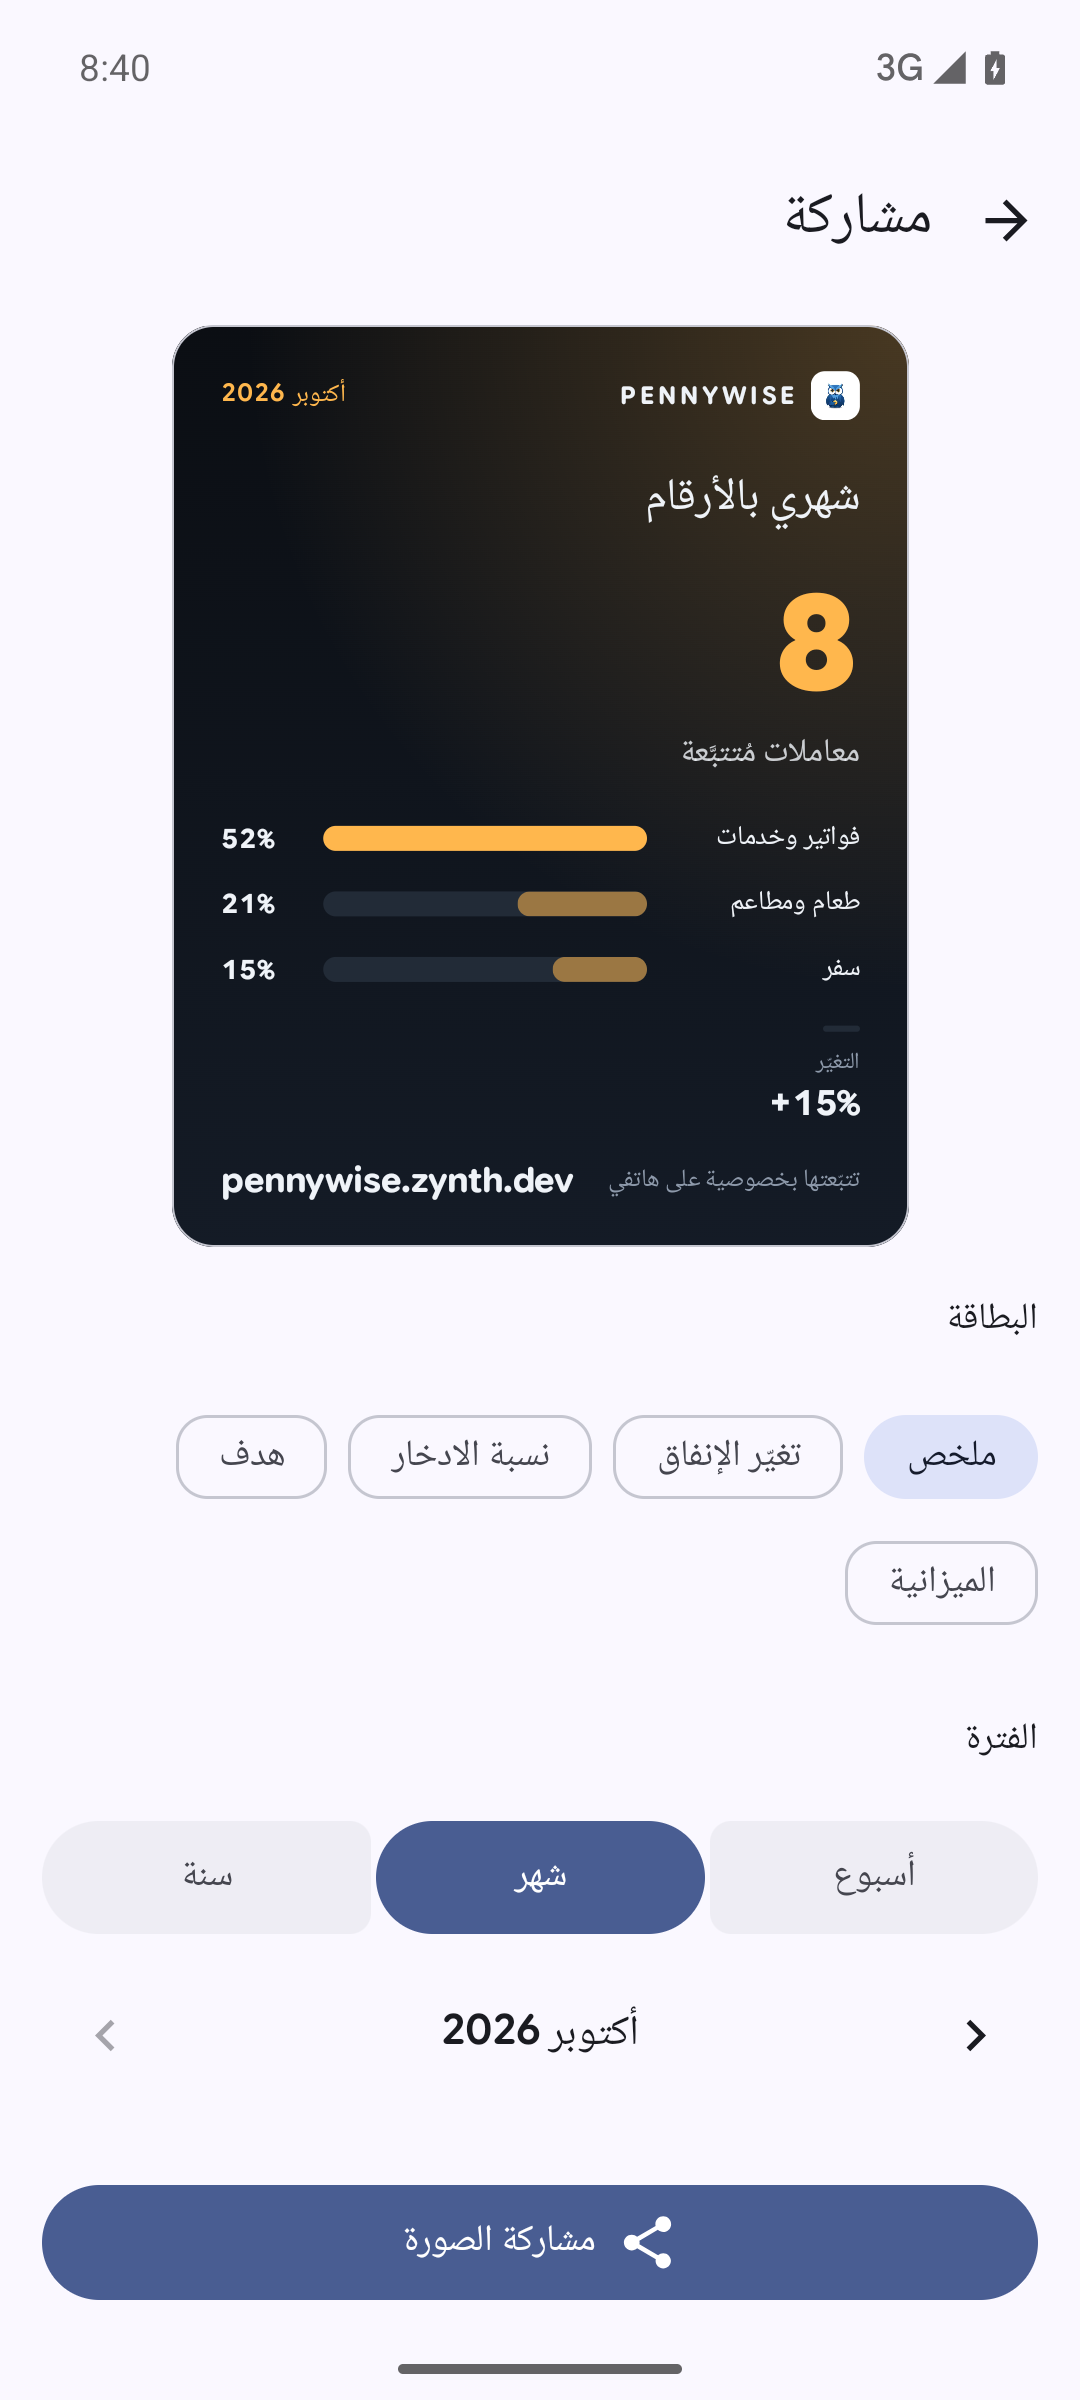 8:40 3G
مشاركة
PENNYWISE أكتوبر 2026
شهري بالأرقام
8
معاملات مُتتبَّعة
فواتير وخدمات 52%
طعام ومطاعم 21%
سفر 15%
التغيّر
+15%
تتبّعتها بخصوصية على هاتفي pennywise.zynth.dev
البطاقة
ملخص تغيّر الإنفاق نسبة الادخار هدف
الميزانية
الفترة
أسبوع شهر سنة
أكتوبر 2026
مشاركة الصورة